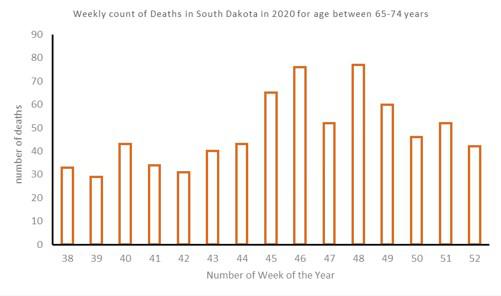 Weekly count of Deaths in South Dakota in 2020 for age between 65-74 years
90
80
70
60
50
40
30
20
10
0
number of deaths
38 39 40 41 42 43 44 45 46 47 48 49 50 51 52
Number of Week of the Year